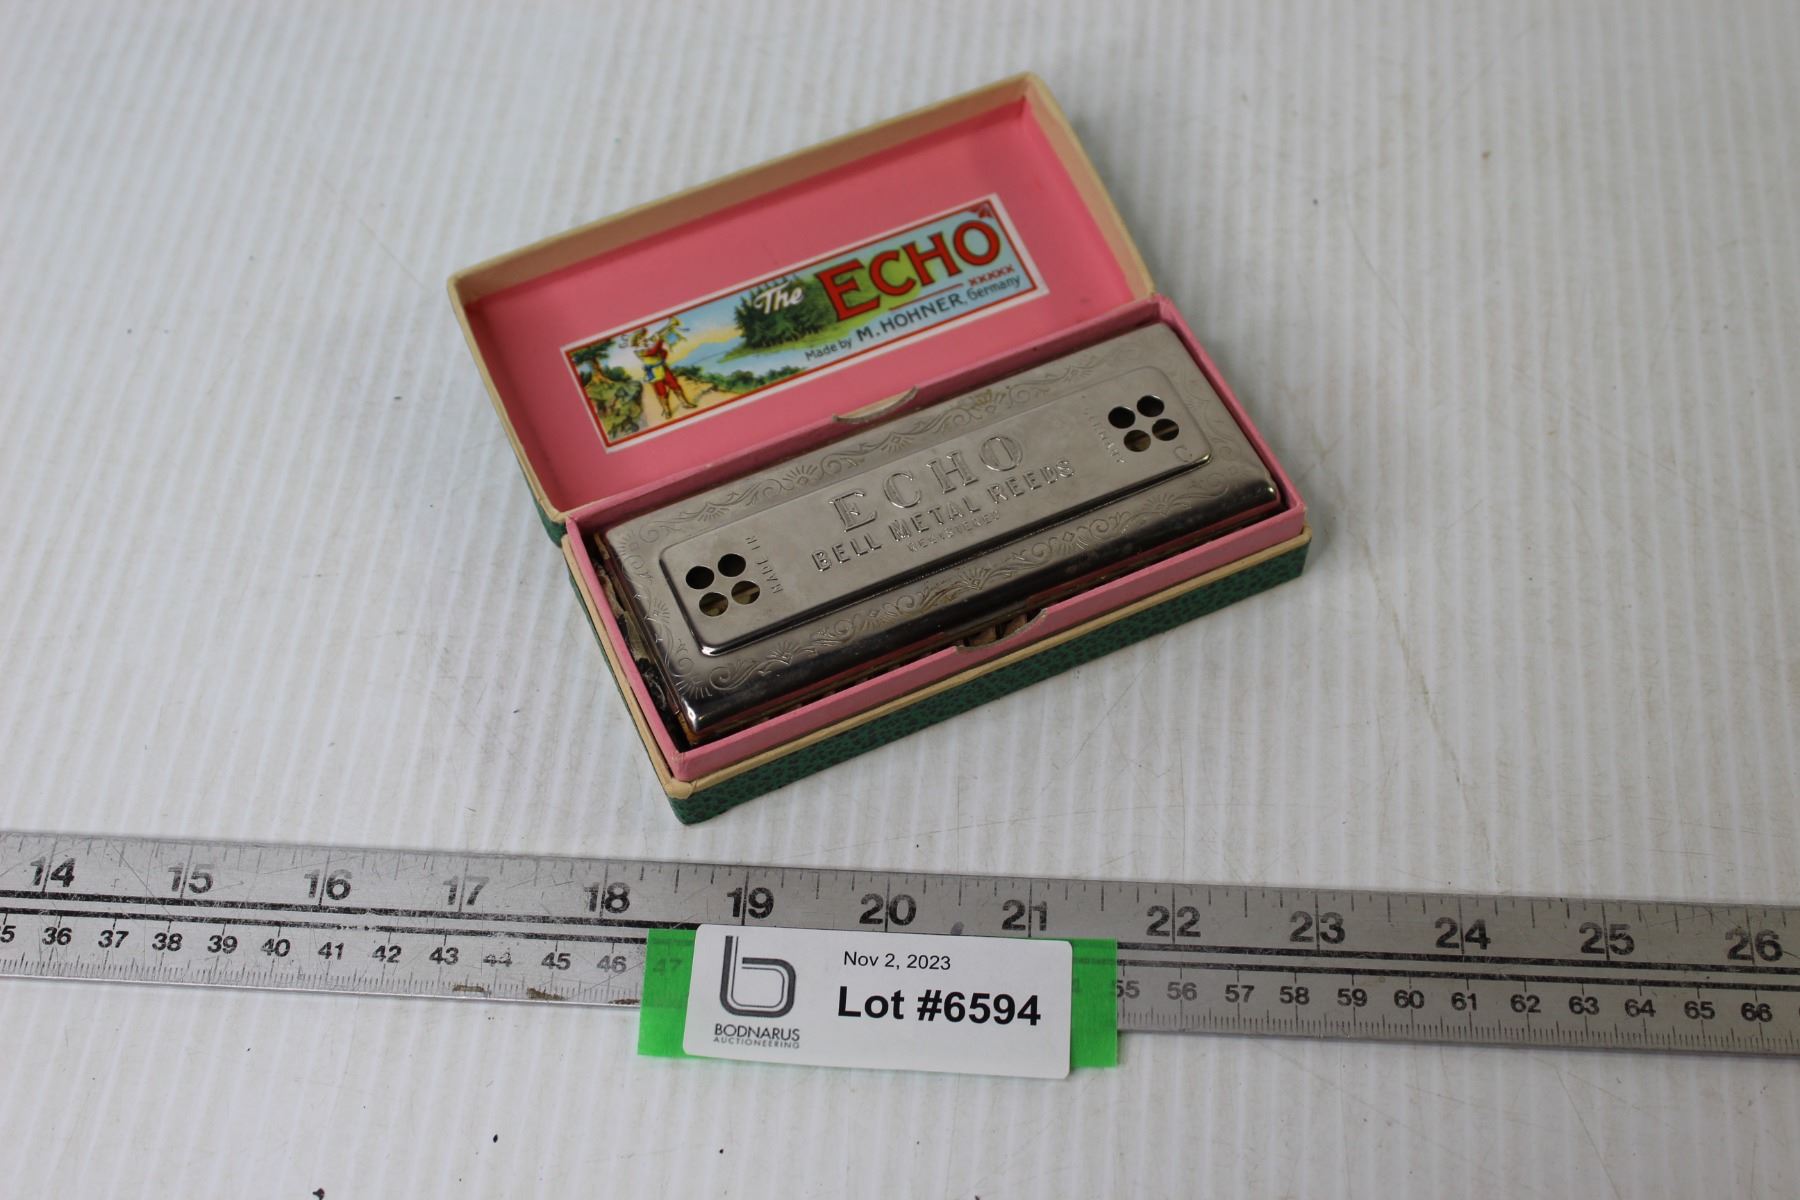 The ECHO
Made by M. HOHNER, Germany
ECHO
BELL METAL REEDS
REGISTERED
MADE IN
GERMANY
C
14 15 16 17 18 19 20 21 22 23 24 25 26
36 37 38 39 40 41 42 43 44 45 46 47 55 56 57 58 59 60 61 62 63 64 65 66
Nov 2, 2023
Lot #6594
BODNARUS
AUCTIONEERING